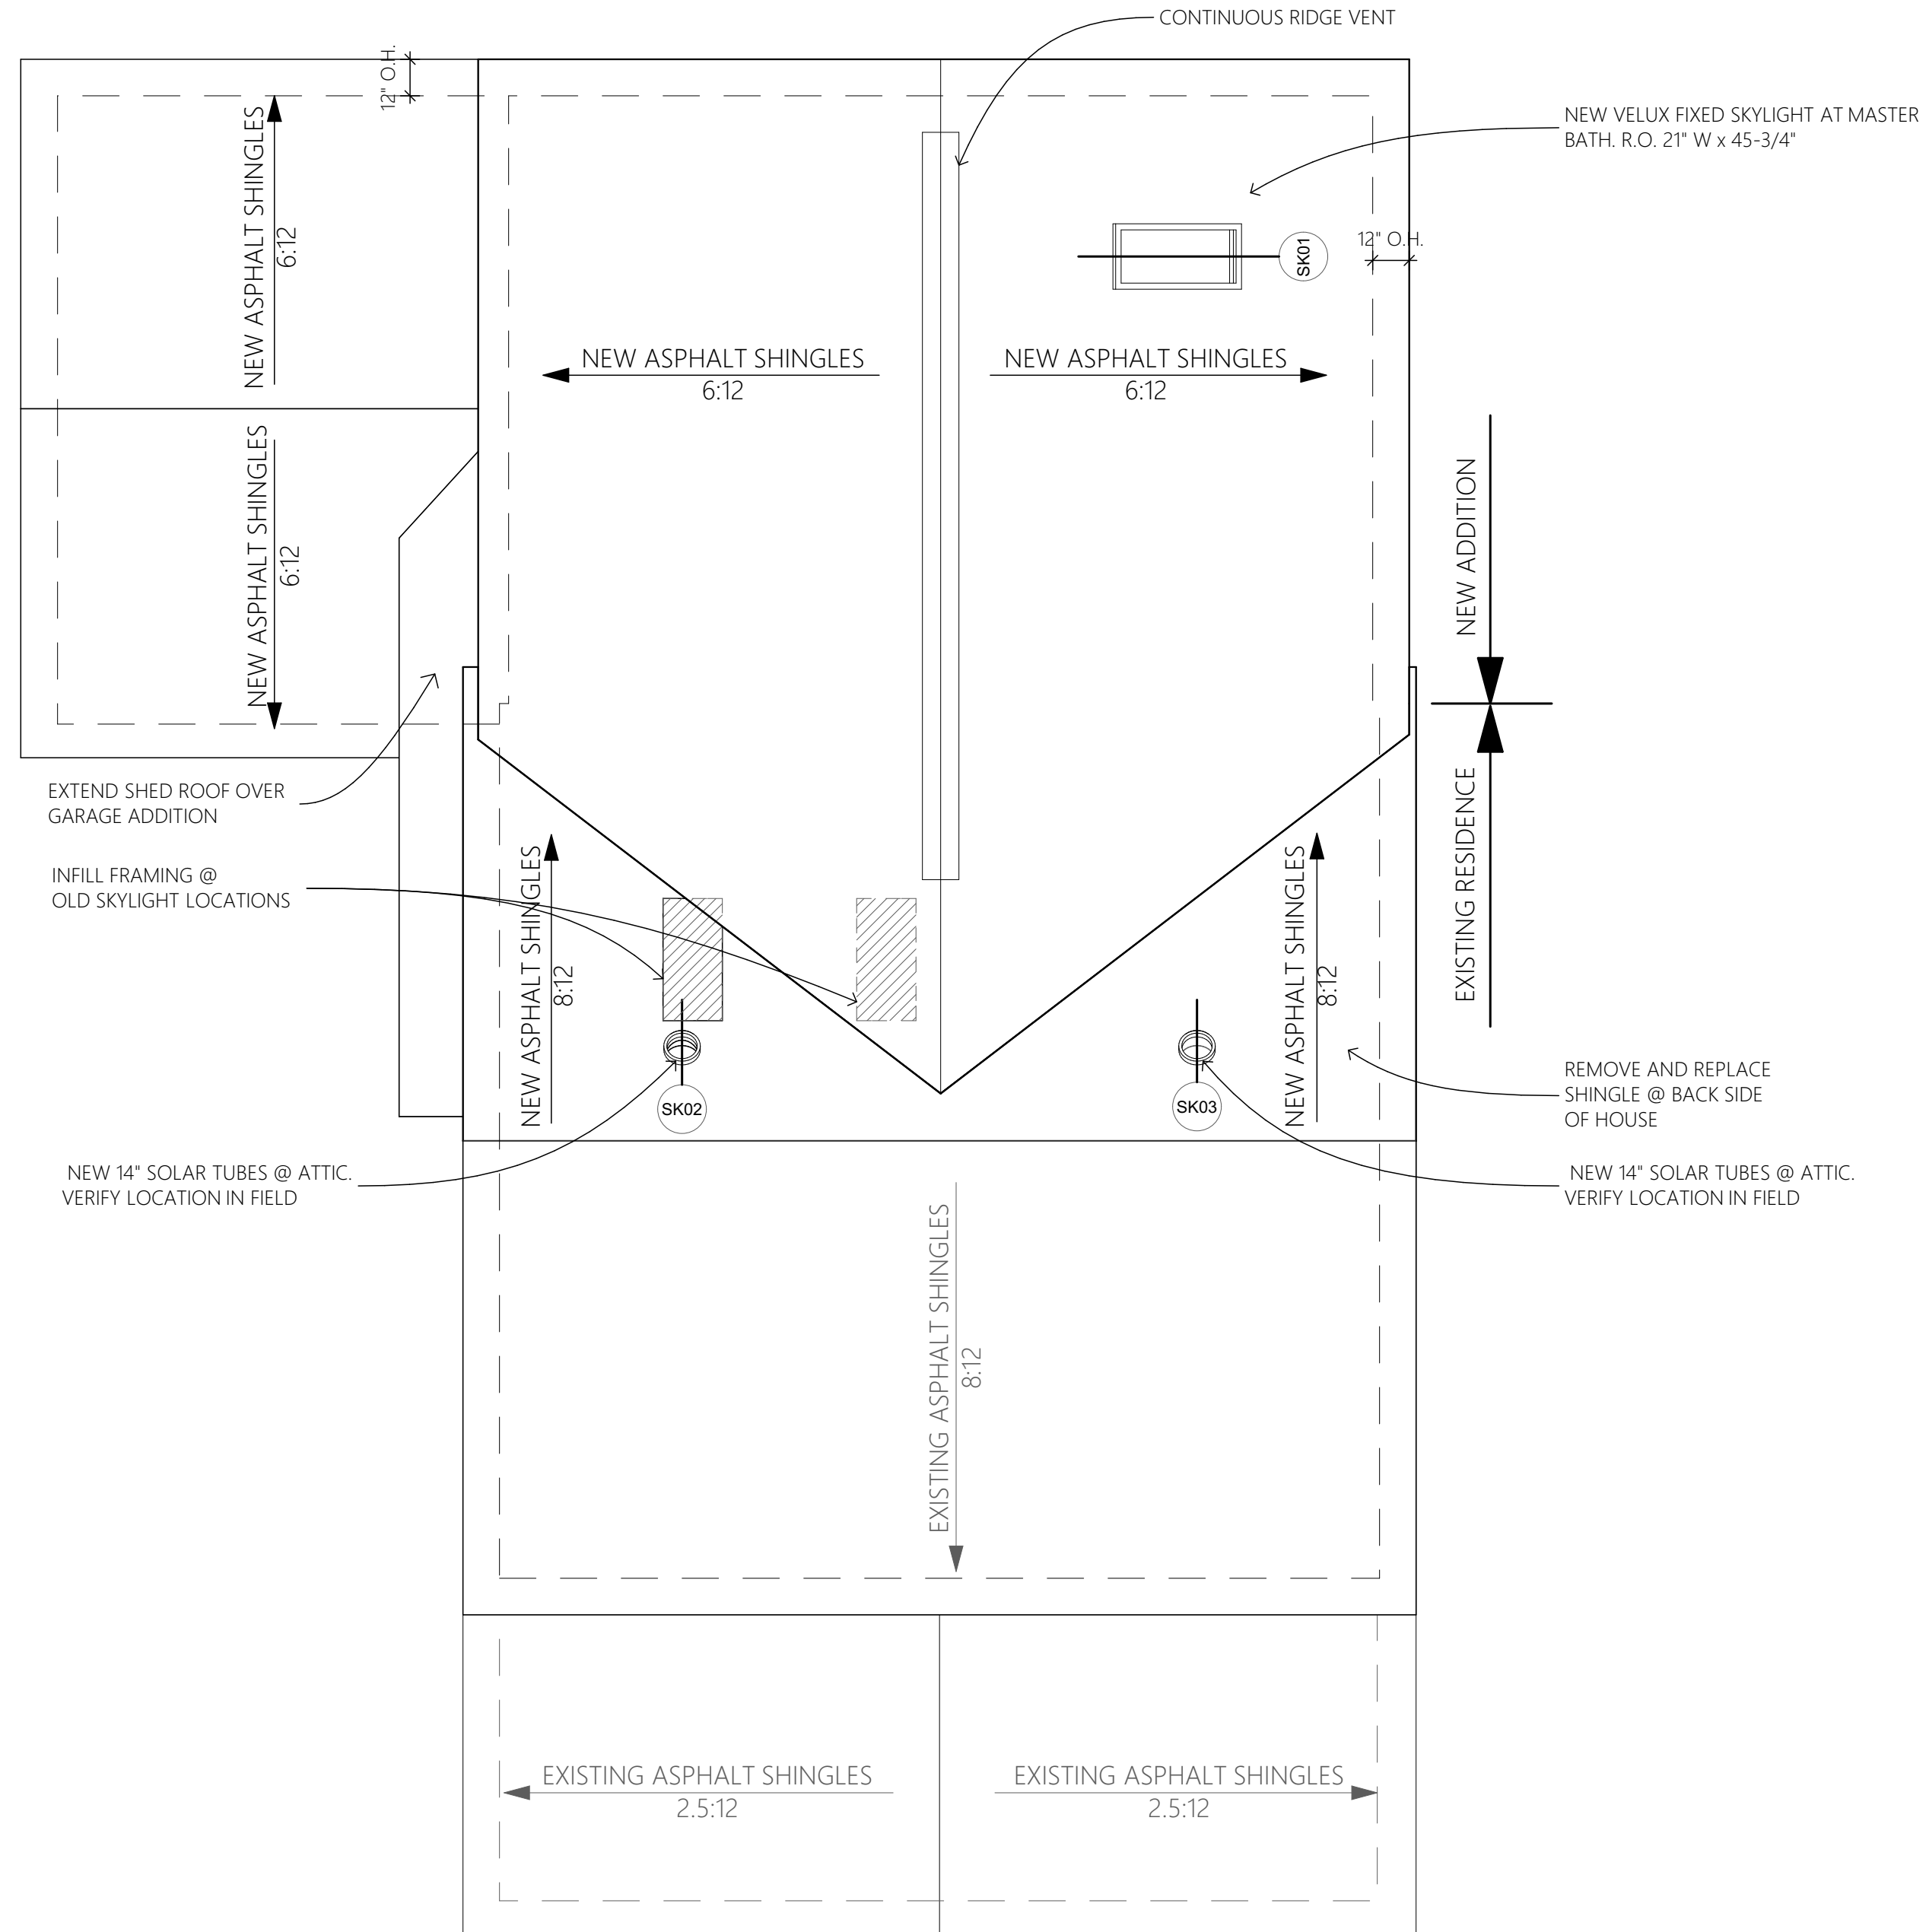 CONTINUOUS RIDGE VENT
12" O.H.
NEW VELUX FIXED SKYLIGHT AT MASTER
BATH. R.O. 21" W x 45-3/4"
NEW ASPHALT SHINGLES
6:12
SK01
12" O.H.
NEW ASPHALT SHINGLES
6:12
NEW ASPHALT SHINGLES
6:12
NEW ASPHALT SHINGLES
6:12
NEW ADDITION
EXISTING RESIDENCE
EXTEND SHED ROOF OVER
GARAGE ADDITION
INFILL FRAMING @
OLD SKYLIGHT LOCATIONS
NEW ASPHALT SHINGLES
8:12
NEW ASPHALT SHINGLES
8:12
SK02
SK03
REMOVE AND REPLACE
SHINGLE @ BACK SIDE
OF HOUSE
NEW 14" SOLAR TUBES @ ATTIC.
VERIFY LOCATION IN FIELD
NEW 14" SOLAR TUBES @ ATTIC.
VERIFY LOCATION IN FIELD
EXISTING ASPHALT SHINGLES
8:12
EXISTING ASPHALT SHINGLES
2.5:12
EXISTING ASPHALT SHINGLES
2.5:12